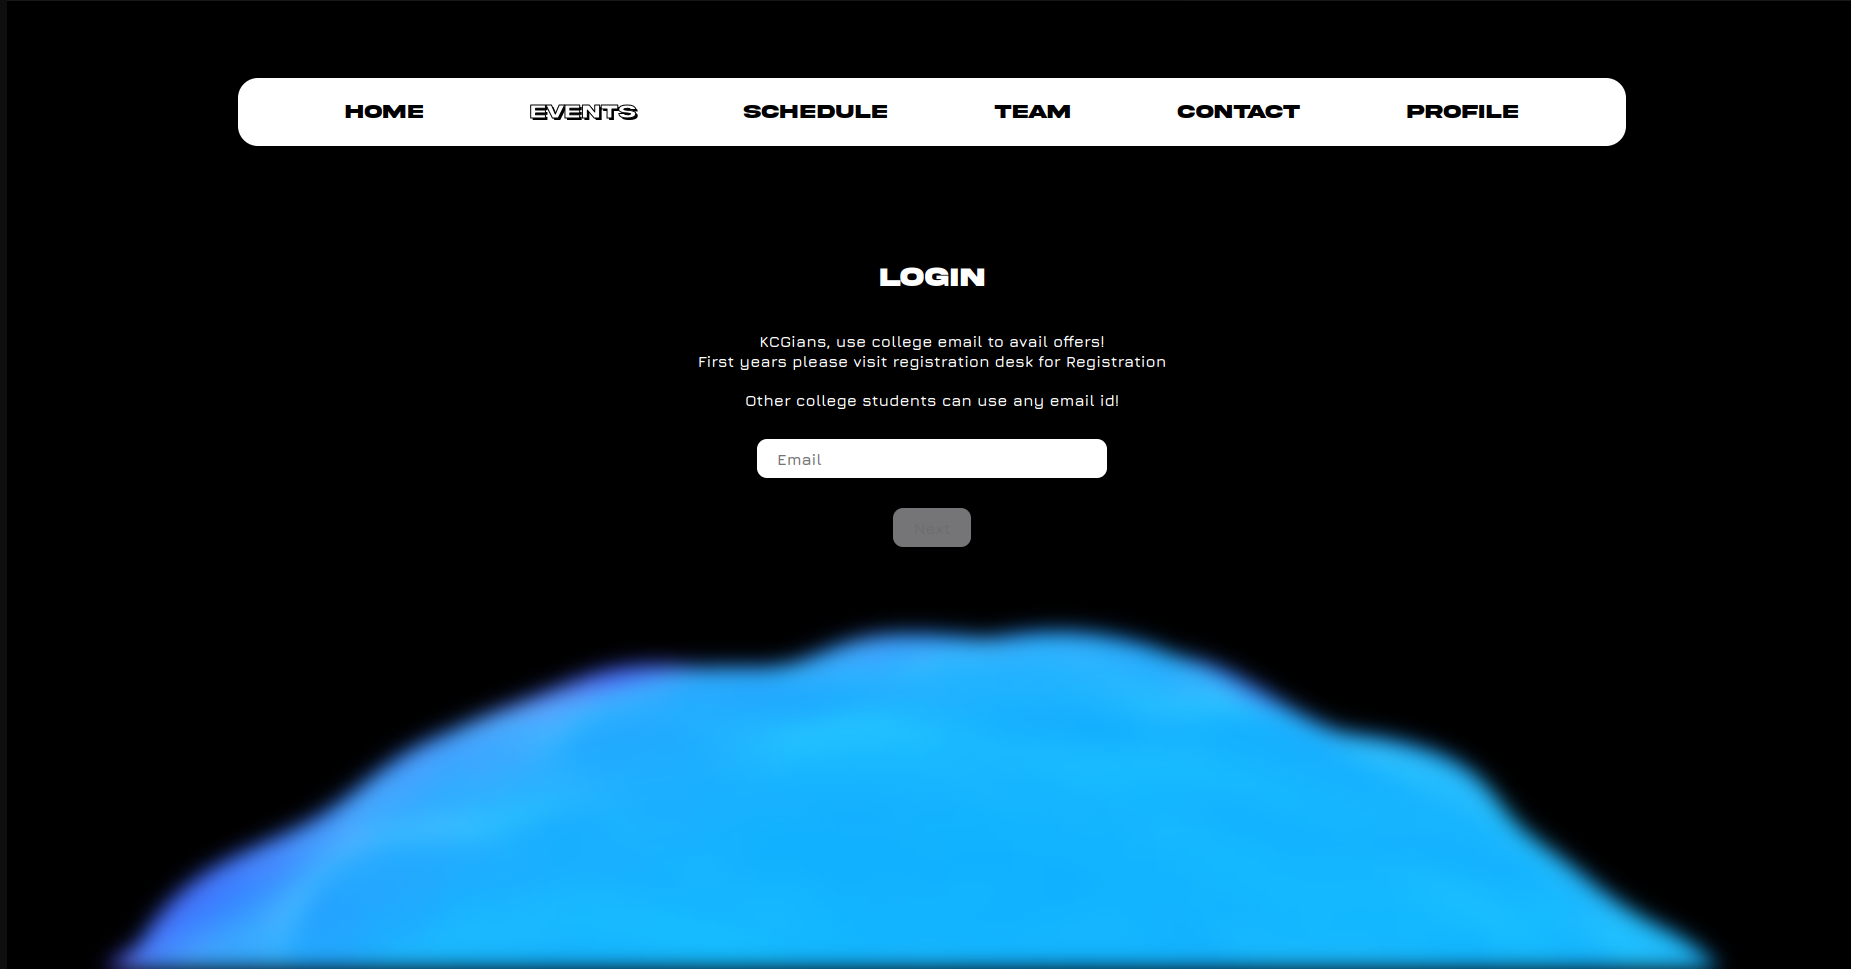 HOME EVENTS SCHEDULE TEAM CONTACT PROFILE
LOGIN
KCGians, use college email to avail offers!
First years please visit registration desk for Registration
Other college students can use any email id!
Email
Next